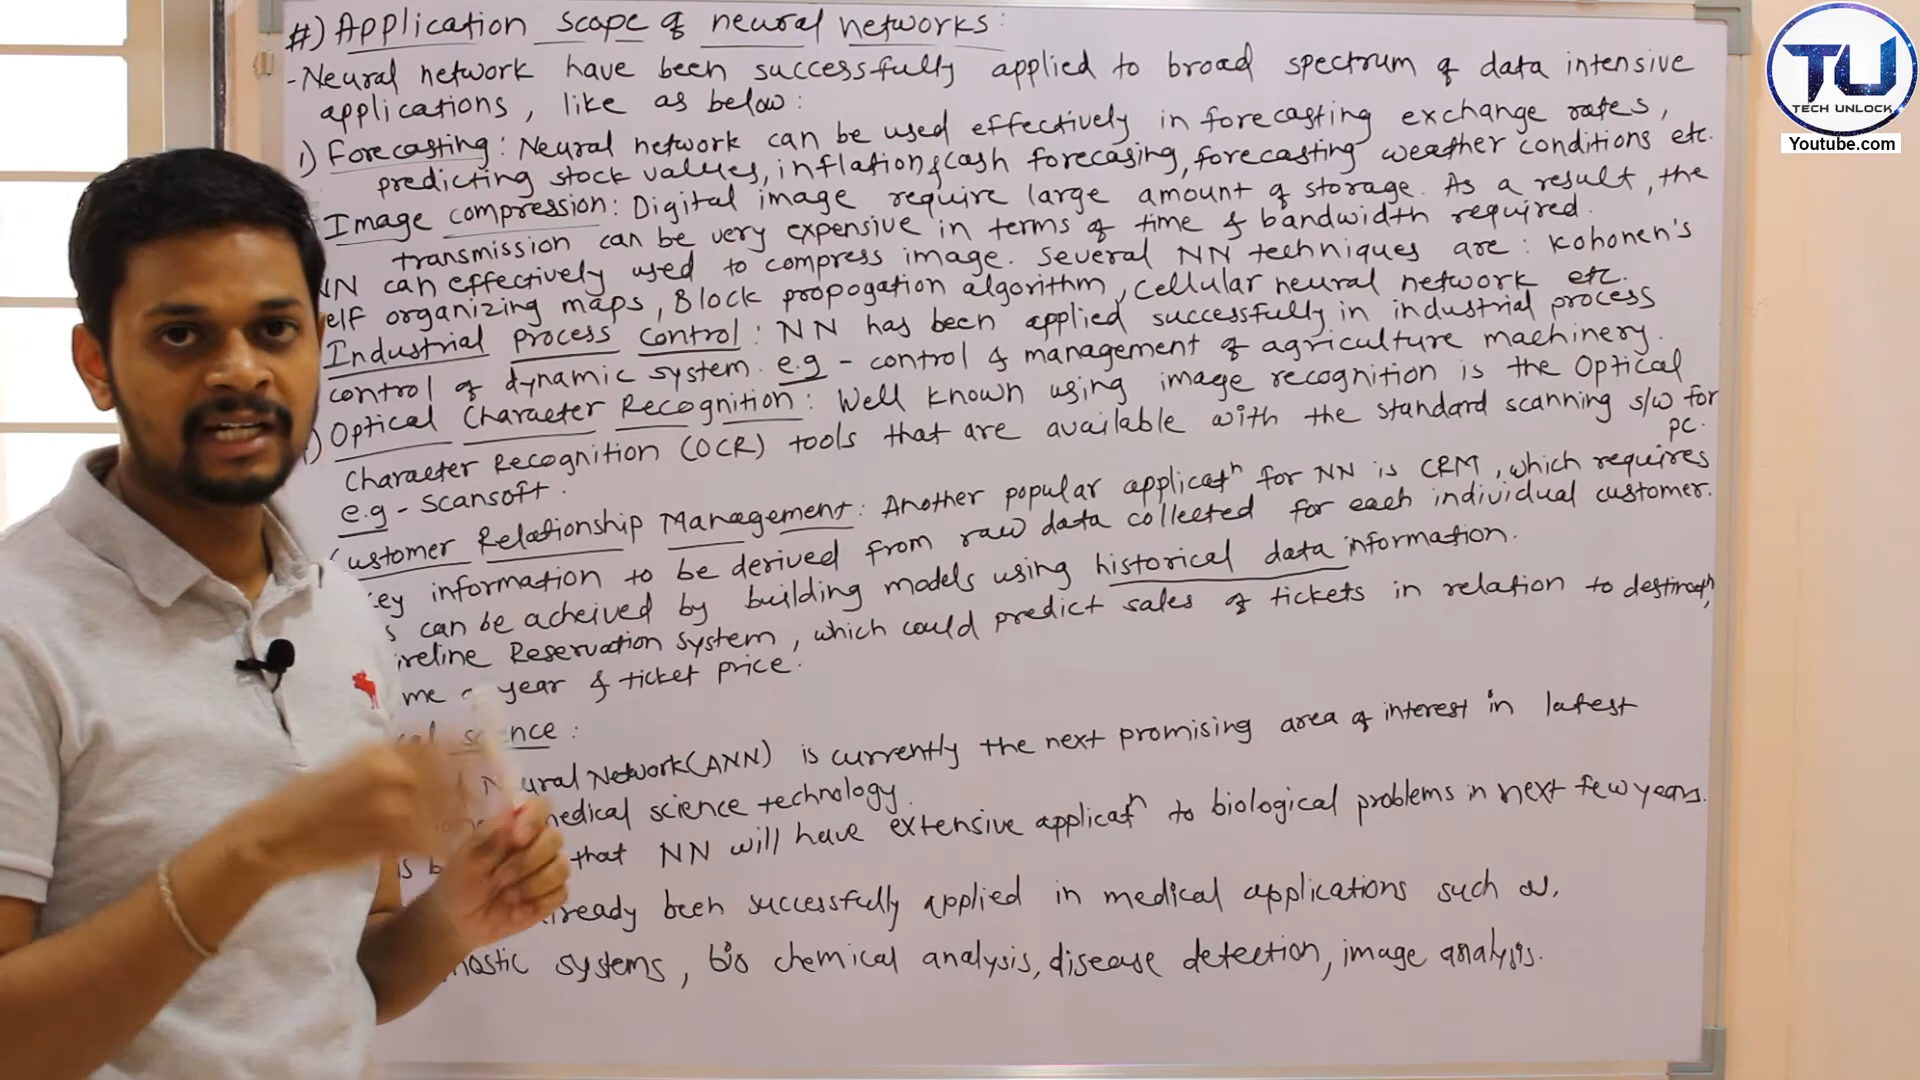 #) Application scope of neural networks:
- Neural network have been successfully applied to broad spectrum of data intensive
applications, like as below:
i) Forecasting: Neural network can be used effectively in forecasting exchange rates,
predicting stock values, inflation & cash forecasing, forecasting weather conditions etc.
Image compression: Digital image require large amount of storage. As a result, the
transmission can be very expensive in terms of time & bandwidth required.
NN can effectively used to compress image. Several NN techniques are: Kohonen's
elf organizing maps, Block propogation algorithm, cellular neural network etc.
Industrial process control: NN has been applied successfully in industrial process
control of dynamic system. e.g - control & management of agriculture machinery.
) Optical Character Recognition: Well known using image recognition is the Optical
Character Recognition (OCR) tools that are available with the standard scanning s/w for
PC.
e.g - Scansoft.
Customer Relationship Management: Another popular applicatn for NN is CRM, which requires
key information to be derived from raw data collected for each individual customer.
s can be acheived by building models using historical data information.
ireline Reservation system, which could predict sales of tickets in relation to destinatn,
me year & ticket price.
cal science:
Neural Network (ANN) is currently the next promising area of interest in latest
medical science technology.
is b that NN will have extensive applicatn to biological problems in next few years.
already been successfully applied in medical applications such as,
nostic systems, bio chemical analysis, disease detection, image analysis.
TU
TECH UNLOCK
Youtube.com